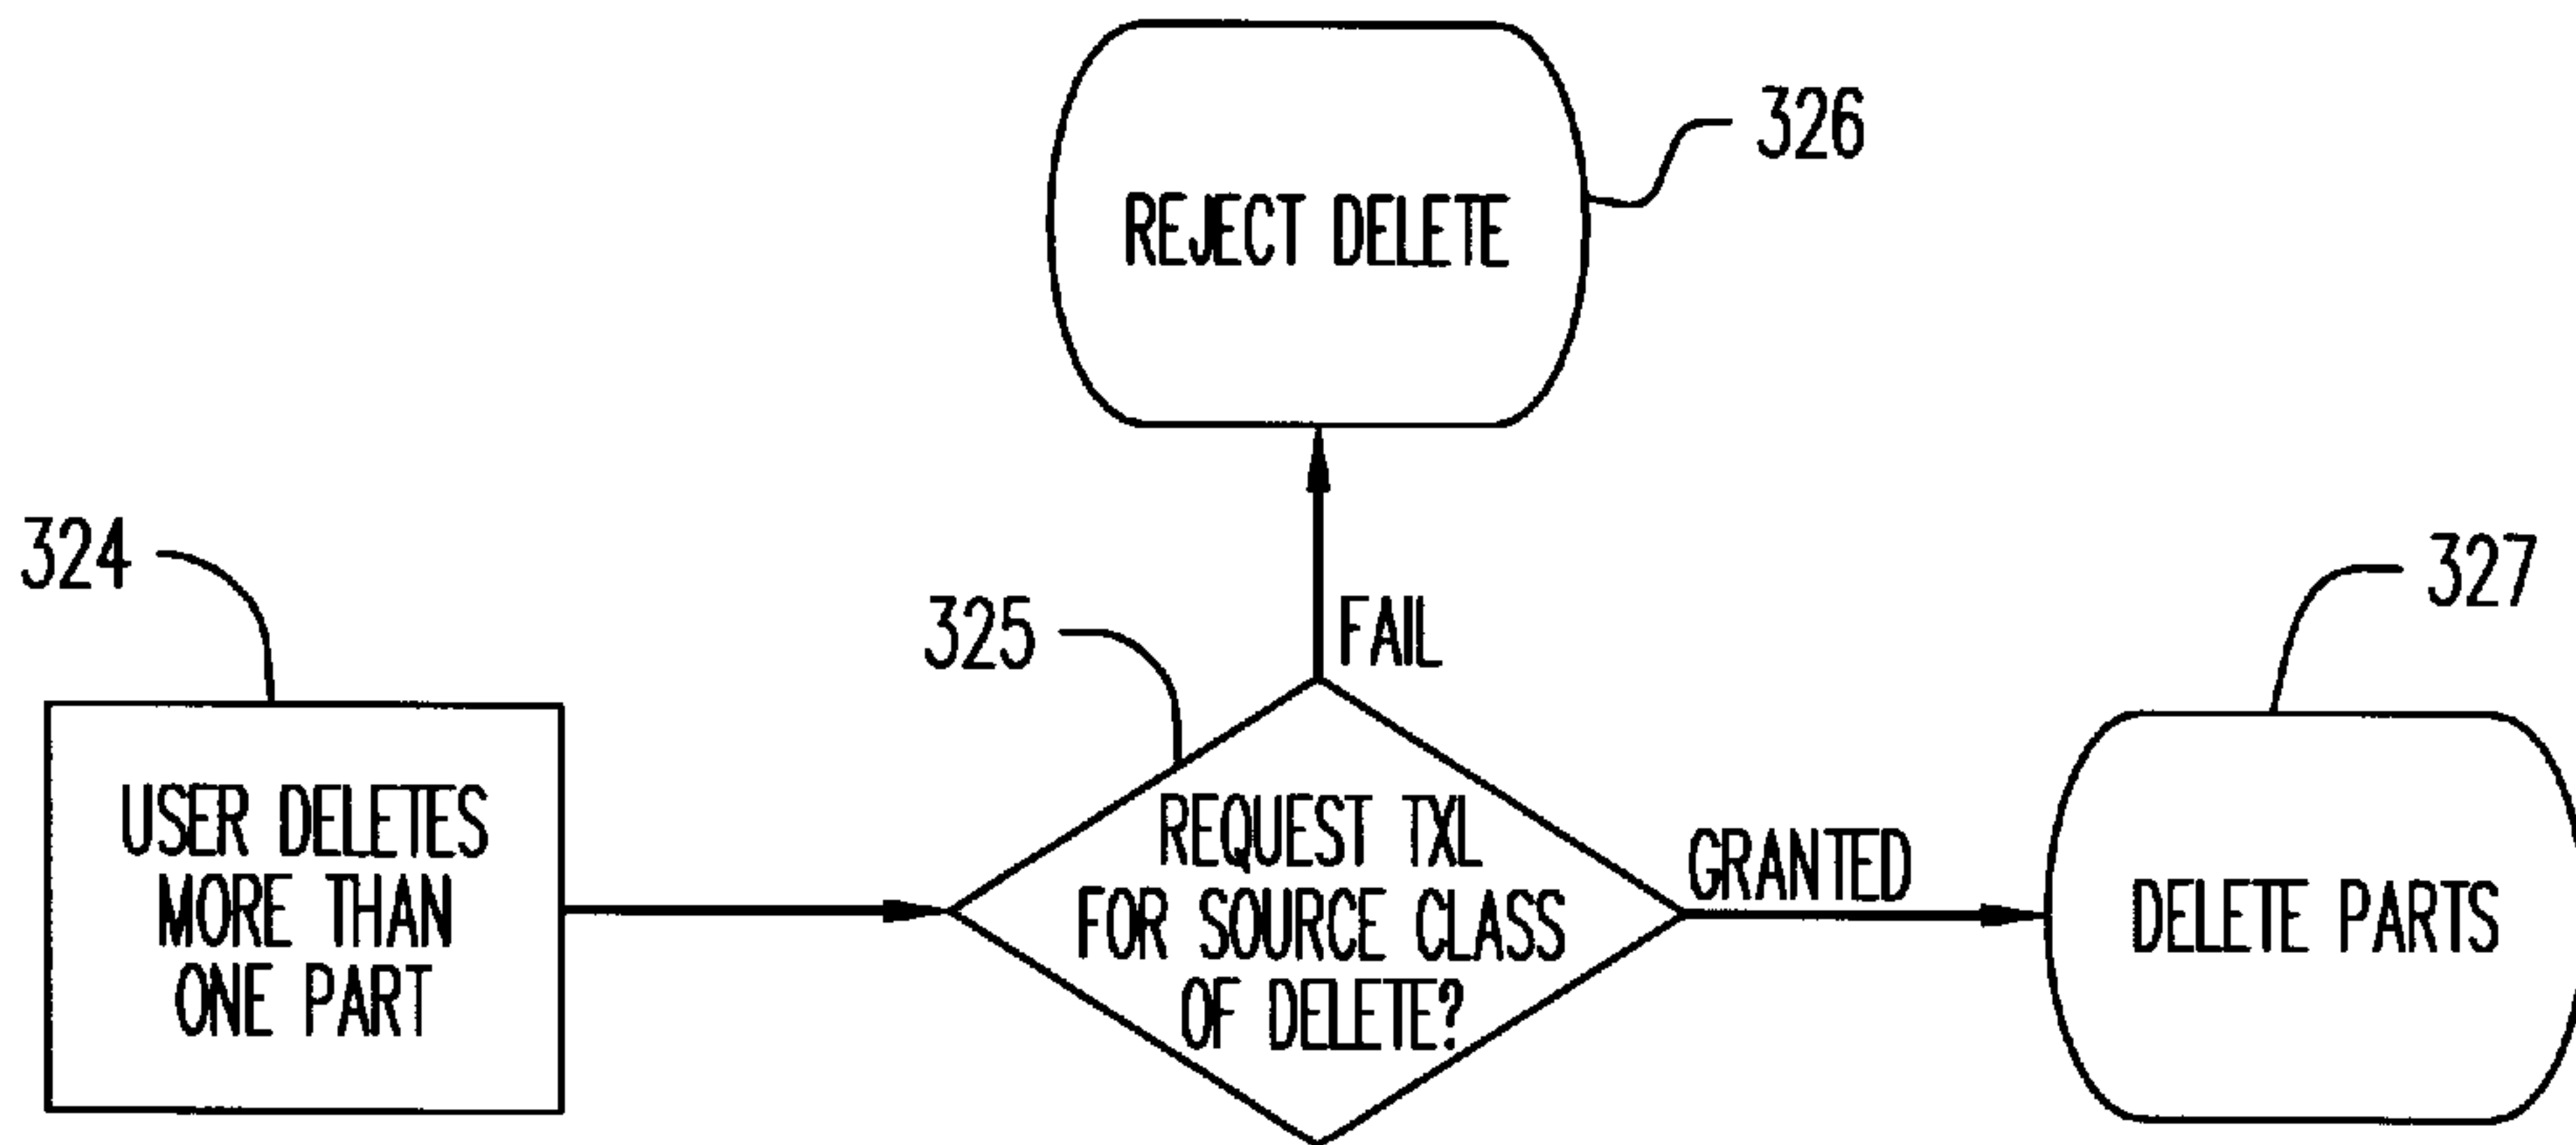 326
REJECT DELETE
324
325
FAIL
327
USER DELETES
MORE THAN
ONE PART
REQUEST TXL
FOR SOURCE CLASS
OF DELETE?
GRANTED
DELETE PARTS